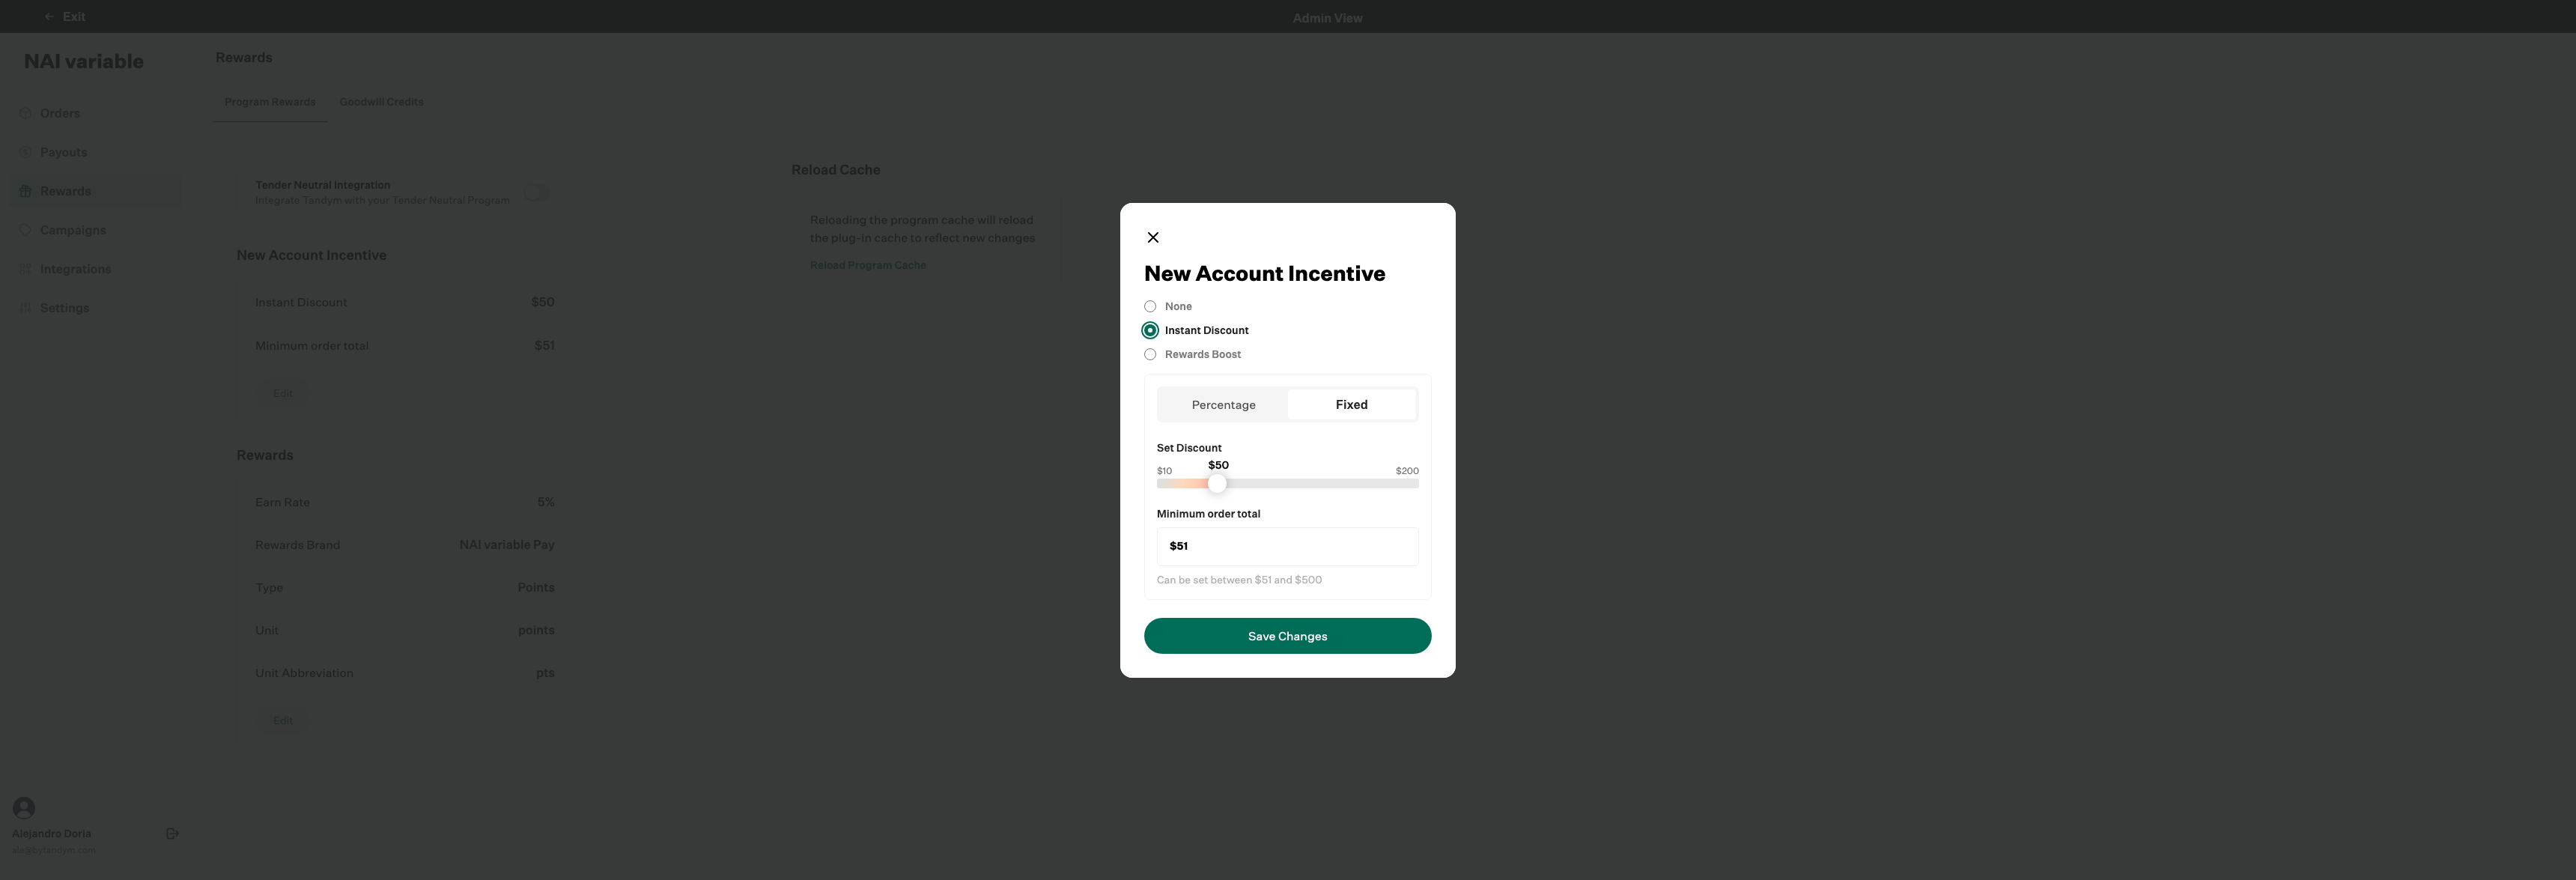 Exit
Admin View
NAI variable
Orders
Payouts
Rewards
Campaigns
Integrations
Settings
Alejandro Doria
ale@bytandym.com
Rewards
Program Rewards
Goodwill Credits
Tender Neutral Integration
Integrate Tandym with your Tender Neutral Program
New Account Incentive
Instant Discount $50
Minimum order total $51
Edit
Rewards
Earn Rate 5%
Rewards Brand NAI variable Pay
Type Points
Unit points
Unit Abbreviation pts
Edit
Reload Cache
Reloading the program cache will reload
the plug-in cache to reflect new changes
Reload Program Cache
New Account Incentive
None
Instant Discount
Rewards Boost
Percentage
Fixed
Set Discount
$50
$10 $200
Minimum order total
$51
Can be set between $51 and $500
Save Changes